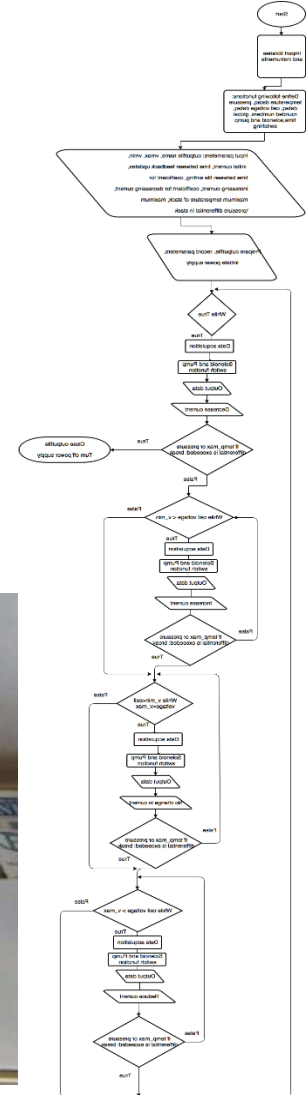 Start
Import libraries
and instruments
Define following functions:
temperature dataq, pressure
dataq, cell voltage dataq,
rounded numbers, global
time solenoid and pump
switching
Input parameters: outputfile name, vmax, vmin,
initial current, time between feedback updates,
time between file writing, coefficient for
increasing current, coefficient for decreasing current,
maximum temperature of stack, maximum
pressure differential in stack
Prepare outputfile, record parameters,
Initiate power supply
While True
True
Data acquisition
Solenoid and Pump
switch function
Output data
Decrease current
If temp_max or pressure
differential is exceeded: break
True
Close outputfile
Turn off power supply
False
While cell voltage < v_min
False
True
Data acquisition
Solenoid and Pump
switch function
Output data
Increase current
If temp_max or pressure
differential is exceeded: break
False
True
False
True
Data acquisition
Solenoid and Pump
switch function
Output data
No change in current
If temp_max or pressure
differential is exceeded: break
False
True
While cell voltage > v_max
False
True
Data acquisition
Solenoid and Pump
switch function
Output data
Reduce current
If temp_max or pressure
differential is exceeded: break
False
True